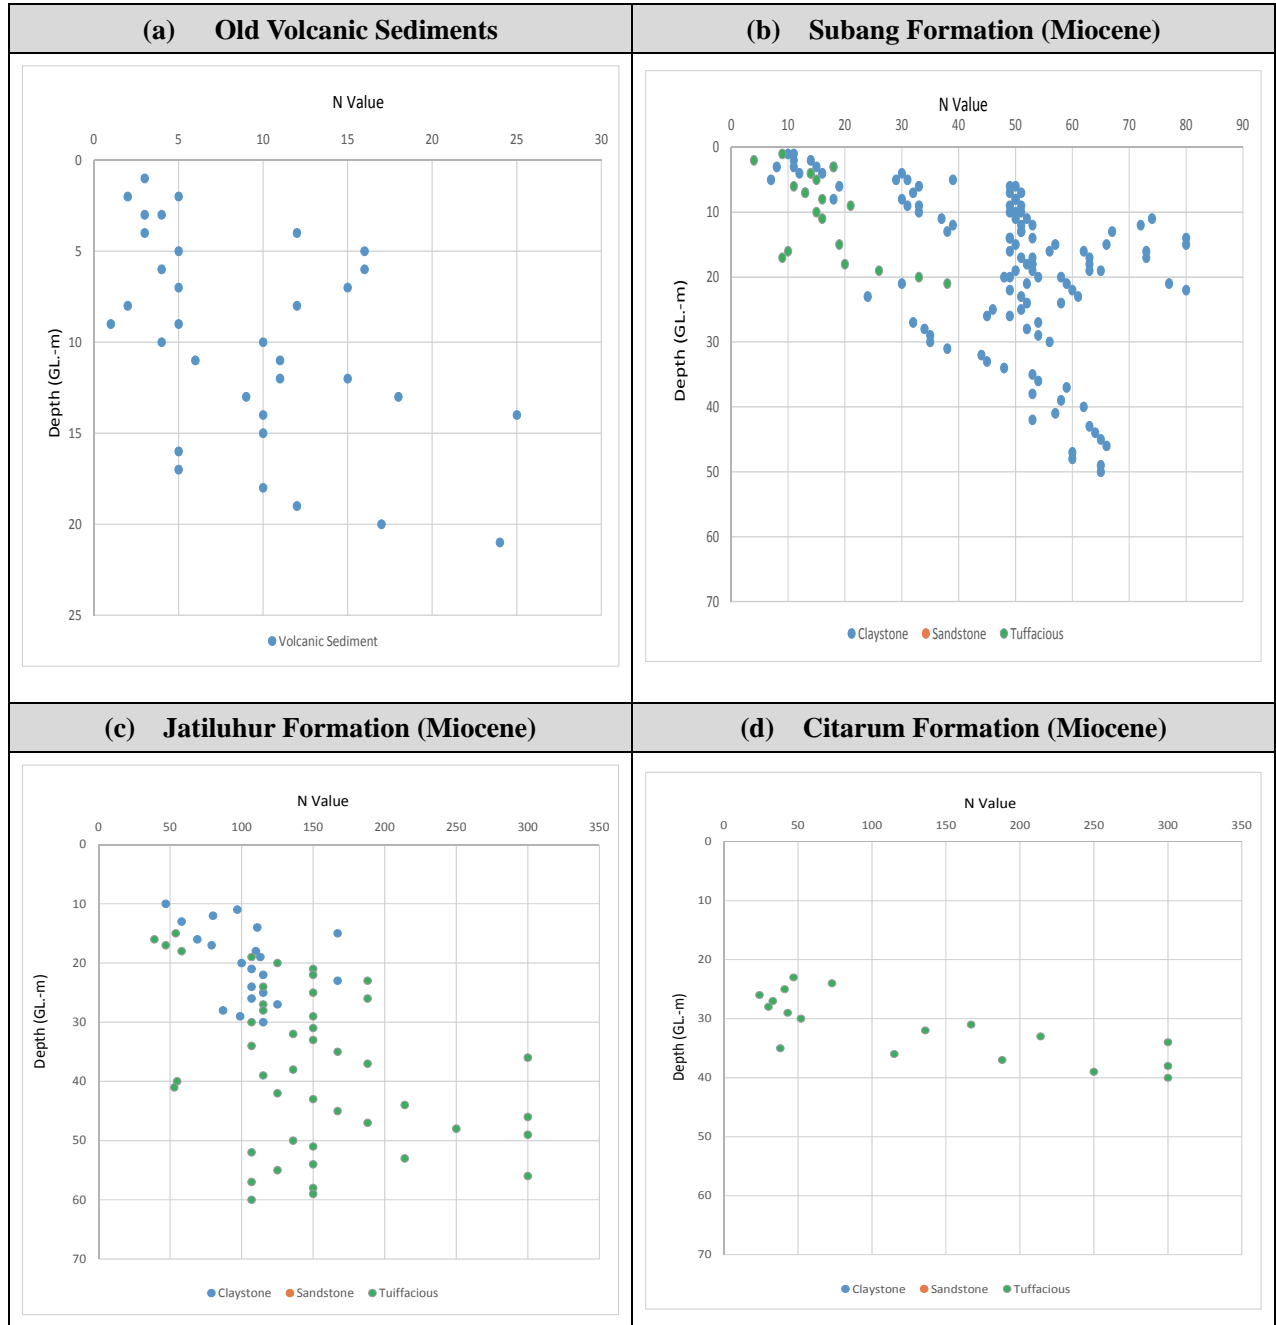 (a) Old Volcanic Sediments
N Value
0 5 10 15 20 25 30
0
5
10
15
20
25
Depth (GL.-m)
Volcanic Sediment
(b) Subang Formation (Miocene)
N Value
0 10 20 30 40 50 60 70 80 90
0
10
20
30
40
50
60
70
Depth (GL.-m)
Claystone Sandstone Tuffacious
(c) Jatiluhur Formation (Miocene)
N Value
0 50 100 150 200 250 300 350
0
10
20
30
40
50
60
70
Depth (GL.-m)
Claystone Sandstone Tuiffacious
(d) Citarum Formation (Miocene)
N Value
0 50 100 150 200 250 300 350
0
10
20
30
40
50
60
70
Depth (GL.-m)
Claystone Sandstone Tuffacious